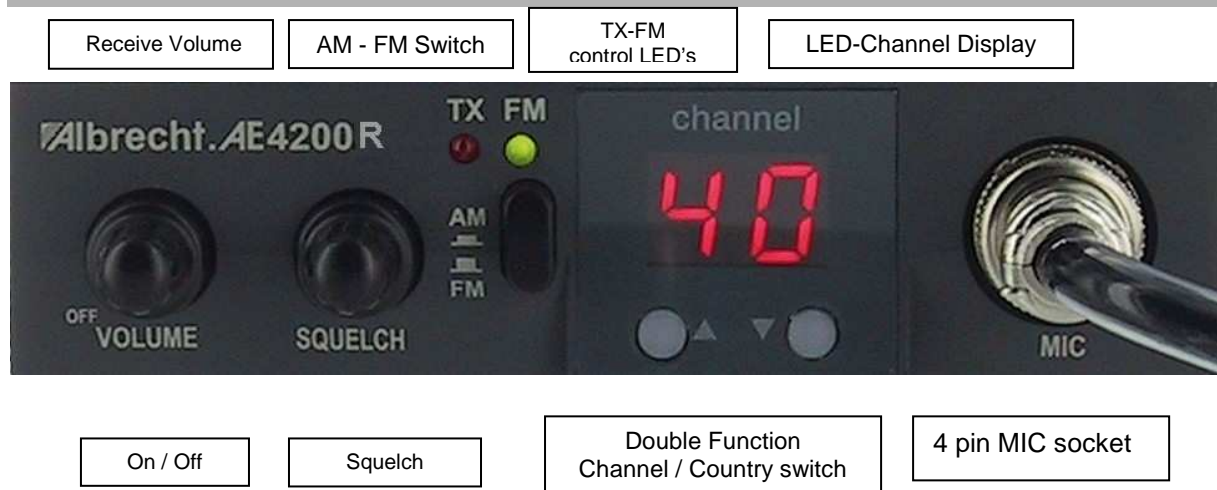 Receive Volume
AM - FM Switch
TX-FM
control LED's
LED-Channel Display
Albrecht.AE4200R
TX FM
channel
40
AM
FM
OFF
VOLUME
SQUELCH
MIC
On / Off
Squelch
Double Function
Channel / Country switch
4 pin MIC socket